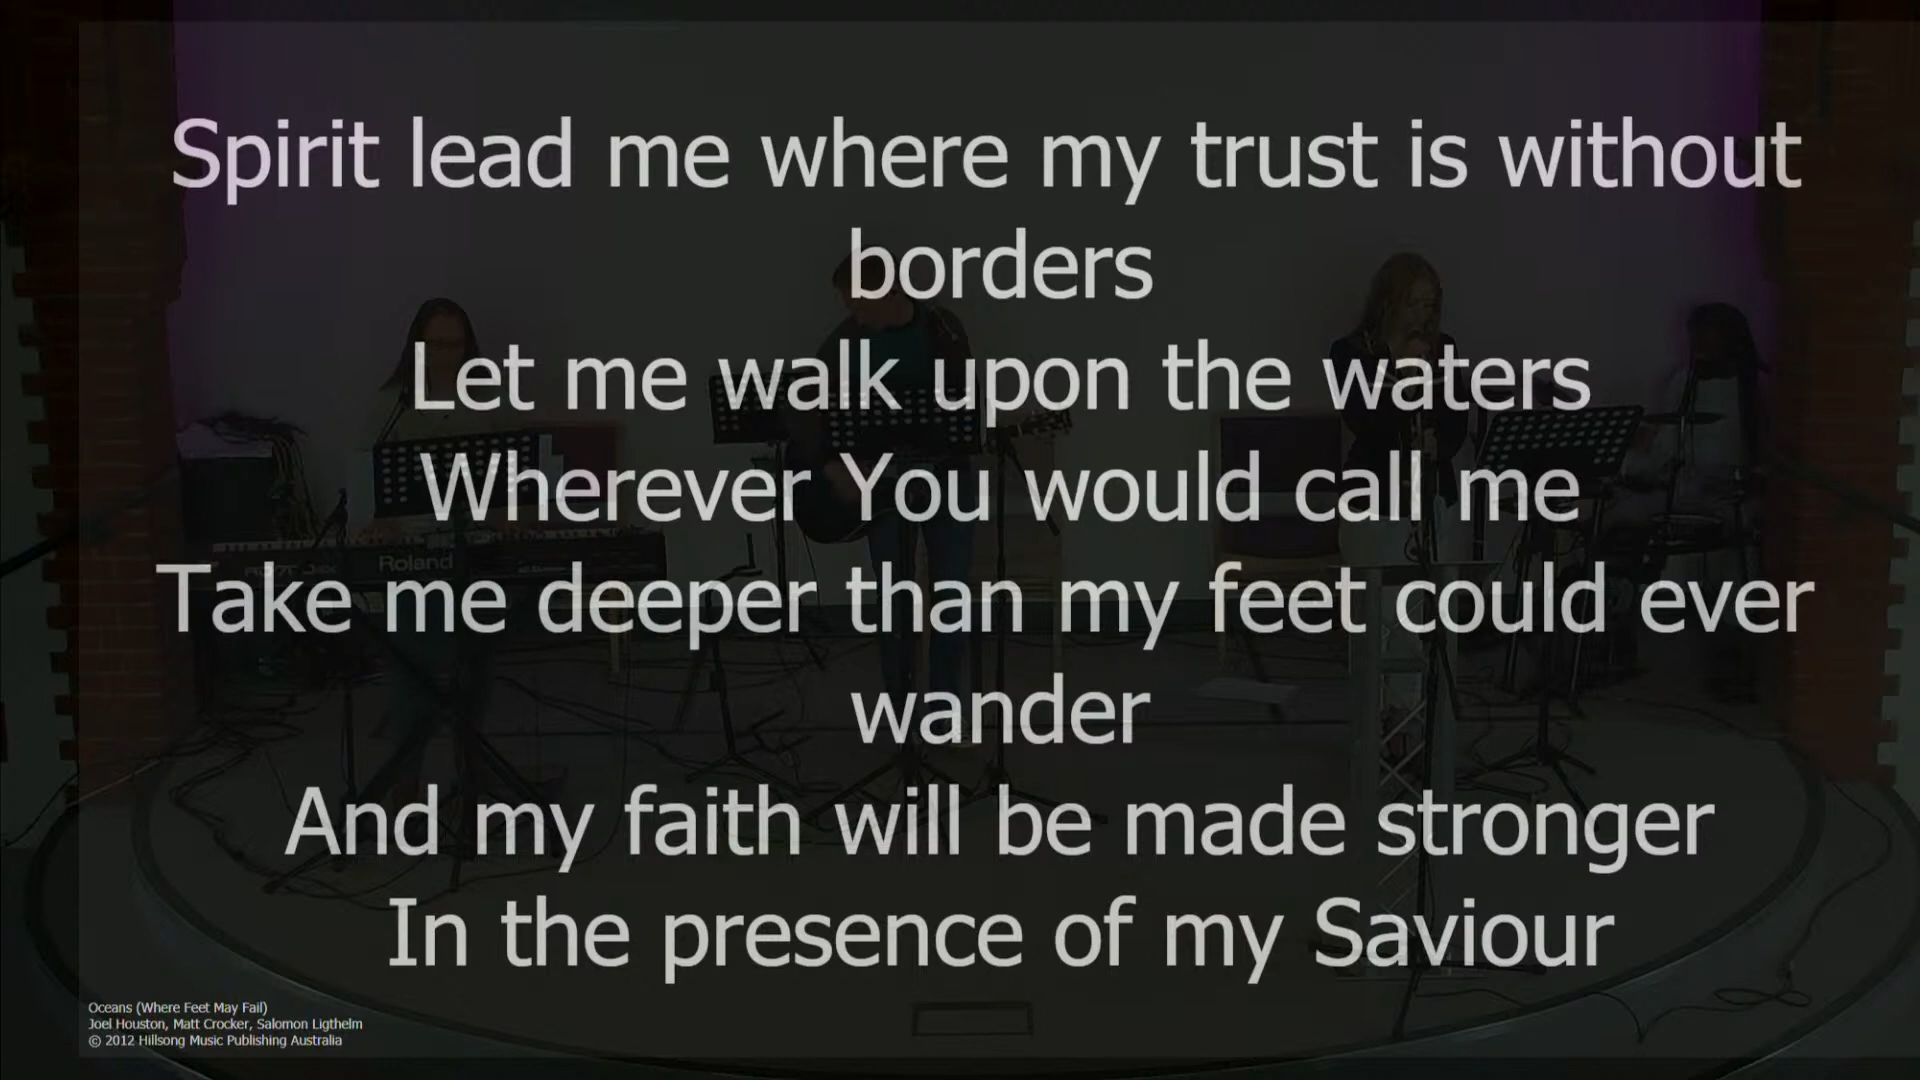 Spirit lead me where my trust is without
borders
Let me walk upon the waters
Wherever You would call me
Take me deeper than my feet could ever
wander
And my faith will be made stronger
In the presence of my Saviour
Roland
Oceans (Where Feet May Fail)
Joel Houston, Matt Crocker, Salomon Ligthelm
© 2012 Hillsong Music Publishing Australia